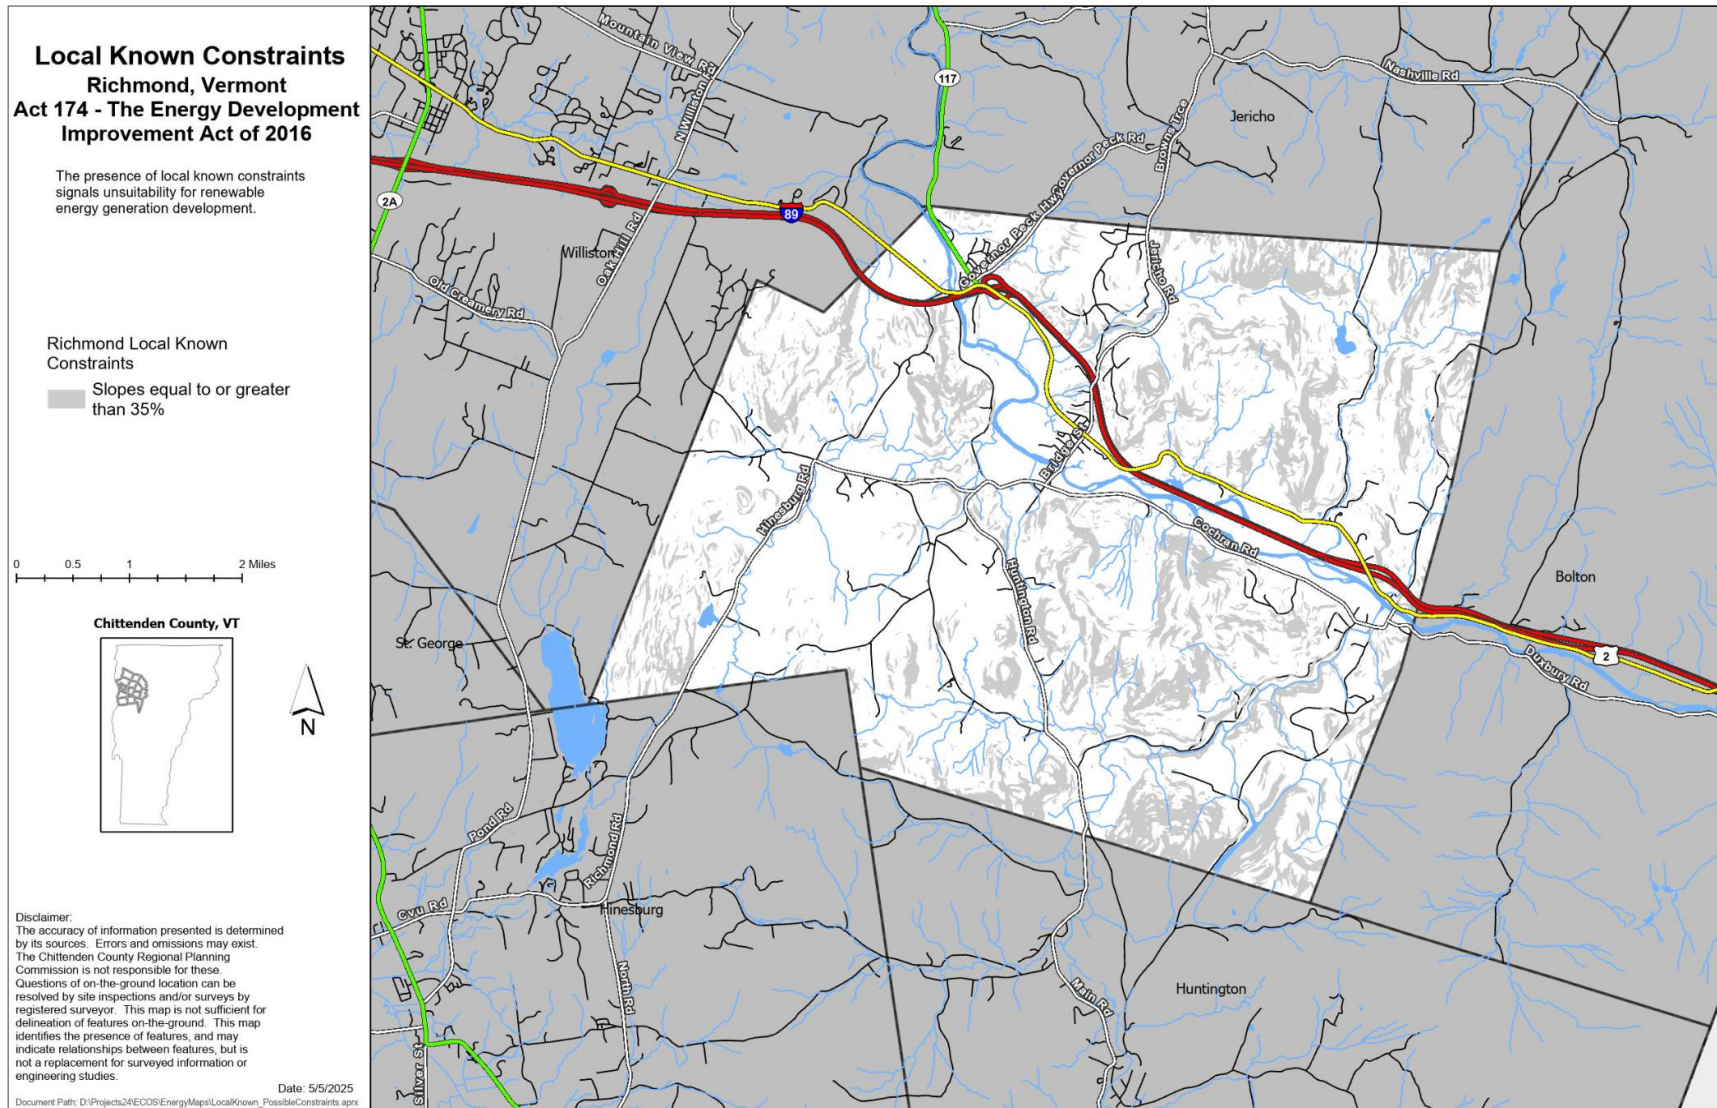 Local Known Constraints
Richmond, Vermont
Act 174 - The Energy Development
Improvement Act of 2016
The presence of local known constraints
signals unsuitability for renewable
energy generation development.
Richmond Local Known
Constraints
Slopes equal to or greater
than 35%
0 0.5 1 2 Miles
Chittenden County, VT
N
Disclaimer:
The accuracy of information presented is determined
by its sources. Errors and omissions may exist.
The Chittenden County Regional Planning
Commission is not responsible for these.
Questions of on-the-ground location can be
resolved by site inspections and/or surveys by
registered surveyor. This map is not sufficient for
delineation of features on-the-ground. This map
identifies the presence of features, and may
indicate relationships between features, but is
not a replacement for surveyed information or
engineering studies.
Date: 5/5/2025
Document Path: D:\Projects24\ECOS\EnergyMaps\LocalKnown_PossibleConstraints.aprx
Mountain View Rd
117
Nashville Rd
Jericho
N Williston Rd
Governor Peck Rd
Browns Trce
2A
89
Governor Peck Hwy
Williston
Oak Hill Rd
Jericho Rd
Old Creamery Rd
Bridge St
Hinesburg Rd
Cochran Rd
Huntington Rd
Bolton
St. George
2
Duxbury Rd
Pond Rd
Richmond Rd
Cvu Rd
Hinesburg
North Rd
Main Rd
Huntington
Silver St